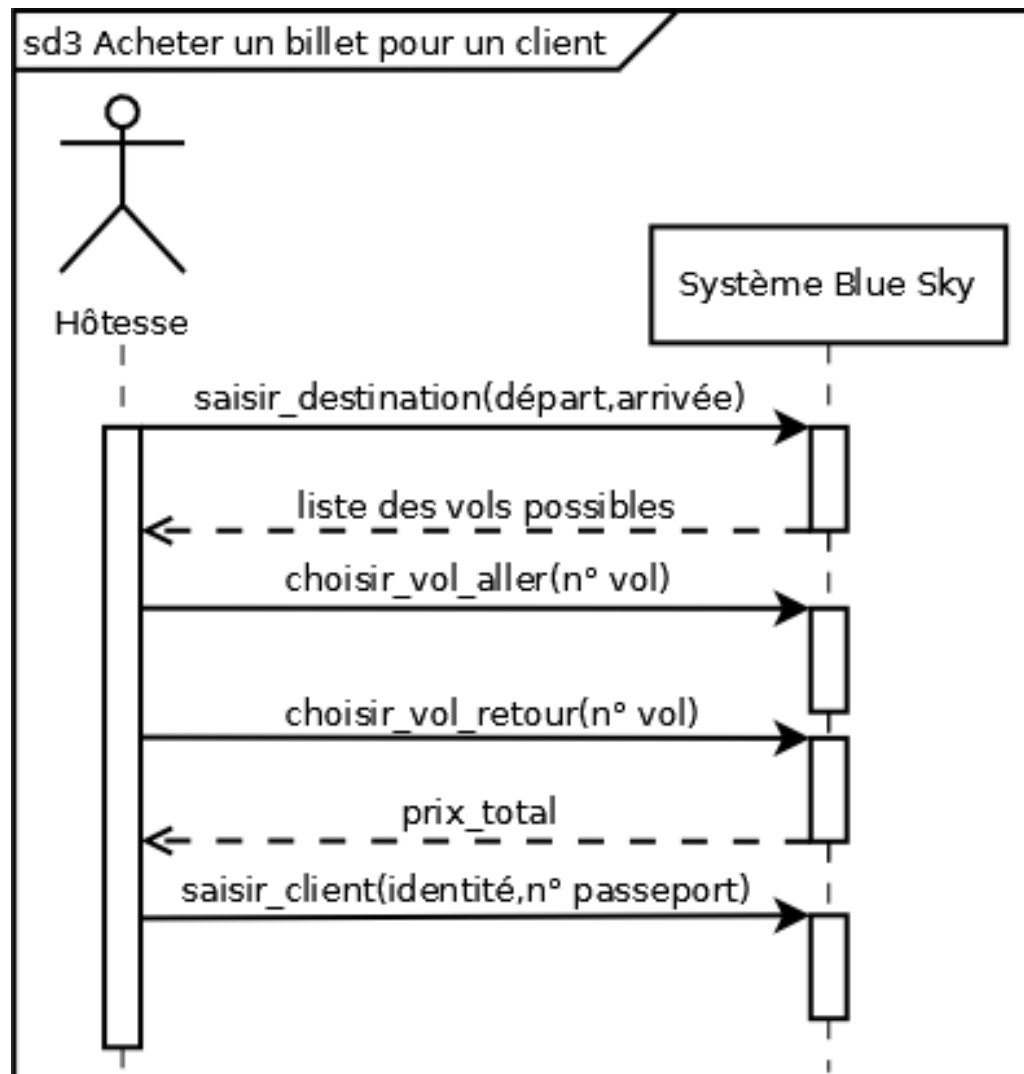 sd3 Acheter un billet pour un client
Système Blue Sky
Hôtesse
saisir_destination(départ,arrivée)
liste des vols possibles
choisir_vol_aller(n° vol)
choisir_vol_retour(n° vol)
prix_total
saisir_client(identité,n° passeport)